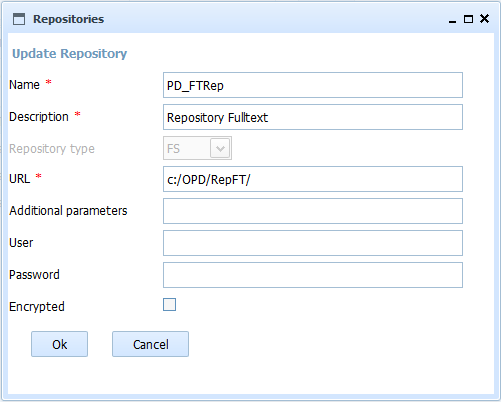 Repositories
Update Repository
Name * PD_FTRep
Description * Repository Fulltext
Repository type FS
URL * c:/OPD/RepFT/
Additional parameters
User
Password
Encrypted
Ok Cancel